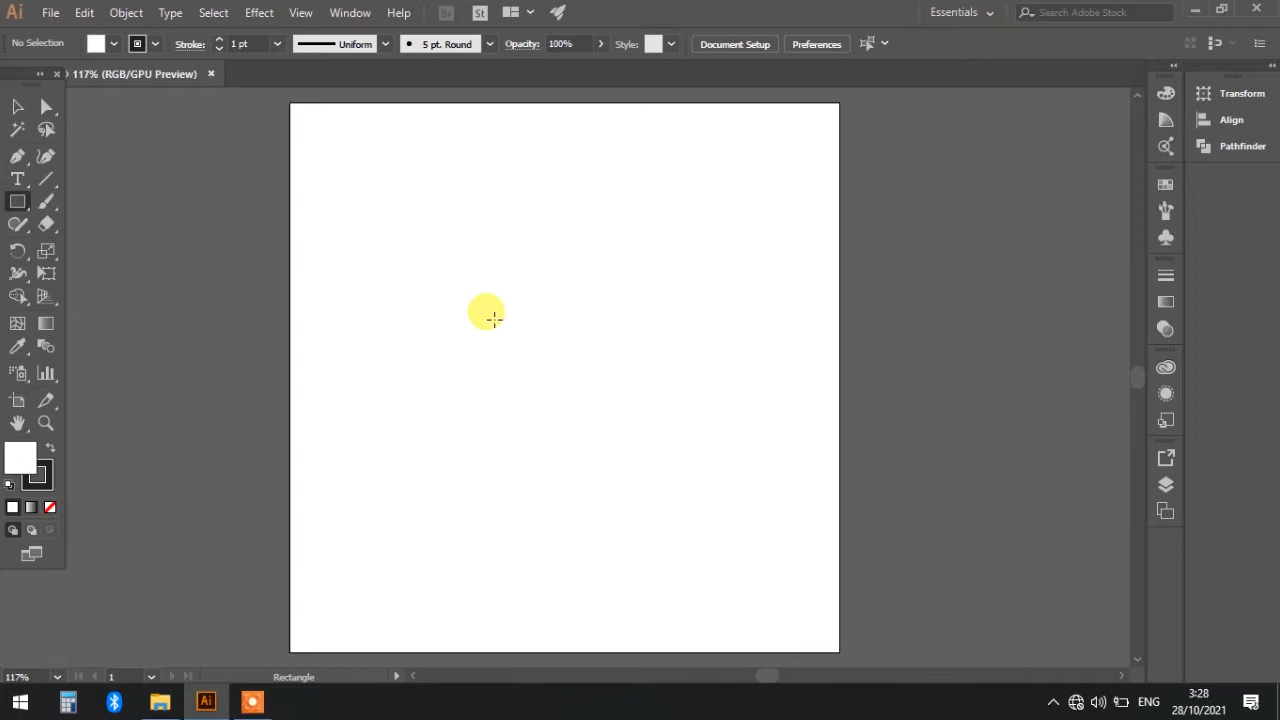 Ai File Edit Object Type Select Effect View Window Help Br St Essentials Search Adobe Stock
No Selection Stroke: 1 pt Uniform 5 pt. Round Opacity: 100% Style: Document Setup Preferences
117% (RGB/GPU Preview)
Transform
Align
Pathfinder
T
117% 1 Rectangle
Ai ENG 3:28
28/10/2021